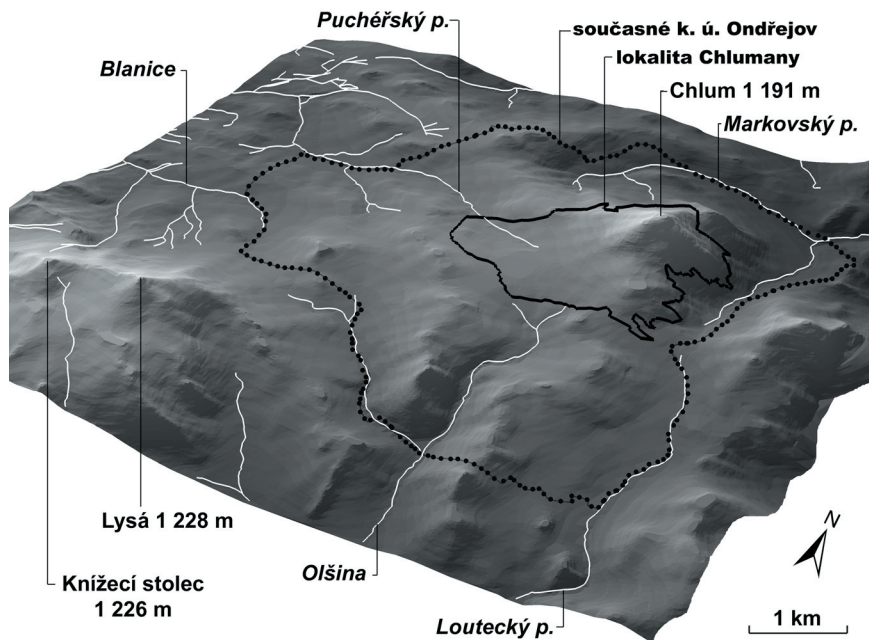 Puchéřský p.
současné k. ú. Ondřejov
lokalita Chlumany
Blanice
Chlum 1 191 m
Markovský p.
Lysá 1 228 m
Knížecí stolec
1 226 m
Olšina
Loutecký p.
N
1 km